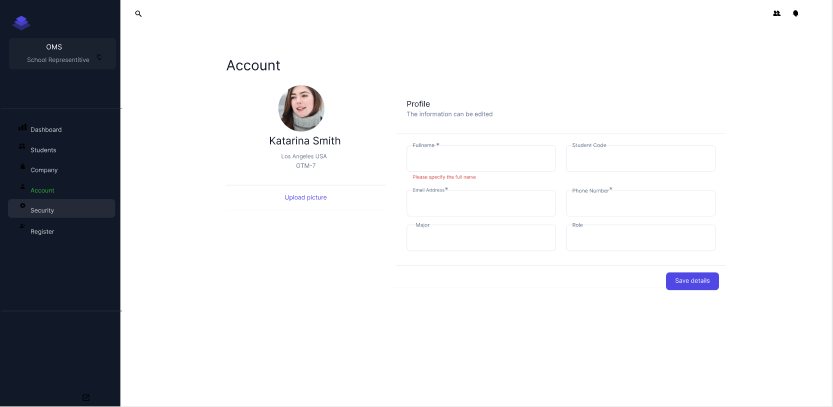 OMS
School Representitive
Dashboard
Students
Company
Account
Security
Register
Account
Katarina Smith
Los Angeles USA
GTM-7
Upload picture
Profile
The information can be edited
Fullname *
Student Code
Please specify the full name
Email Address*
Phone Number*
Major
Role
Save details